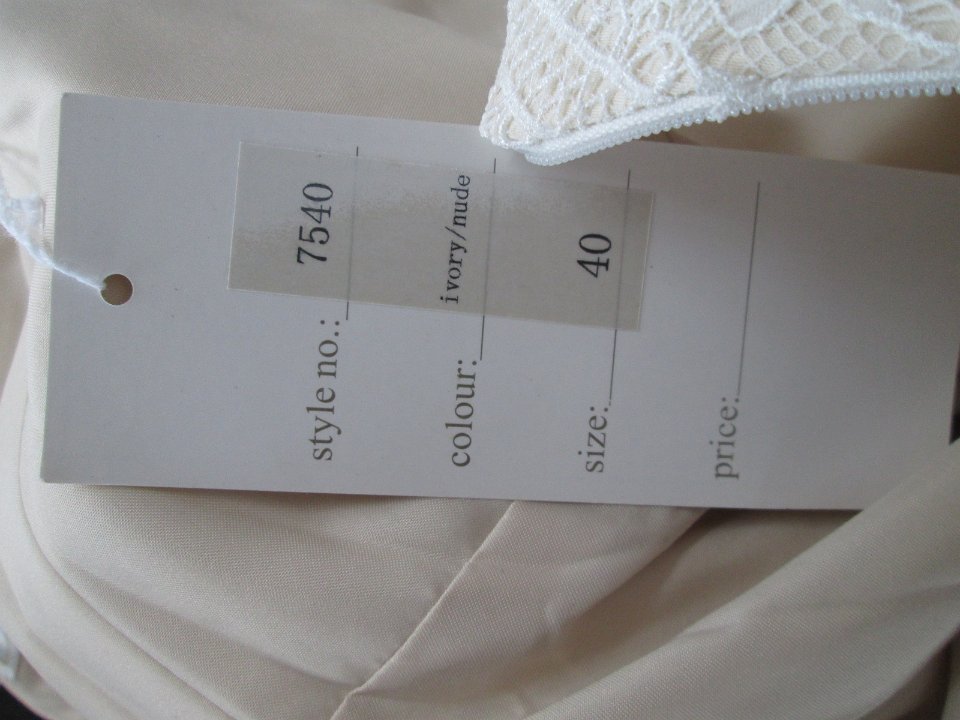 style no.: 7540
colour: ivory/nude
size: 40
price: